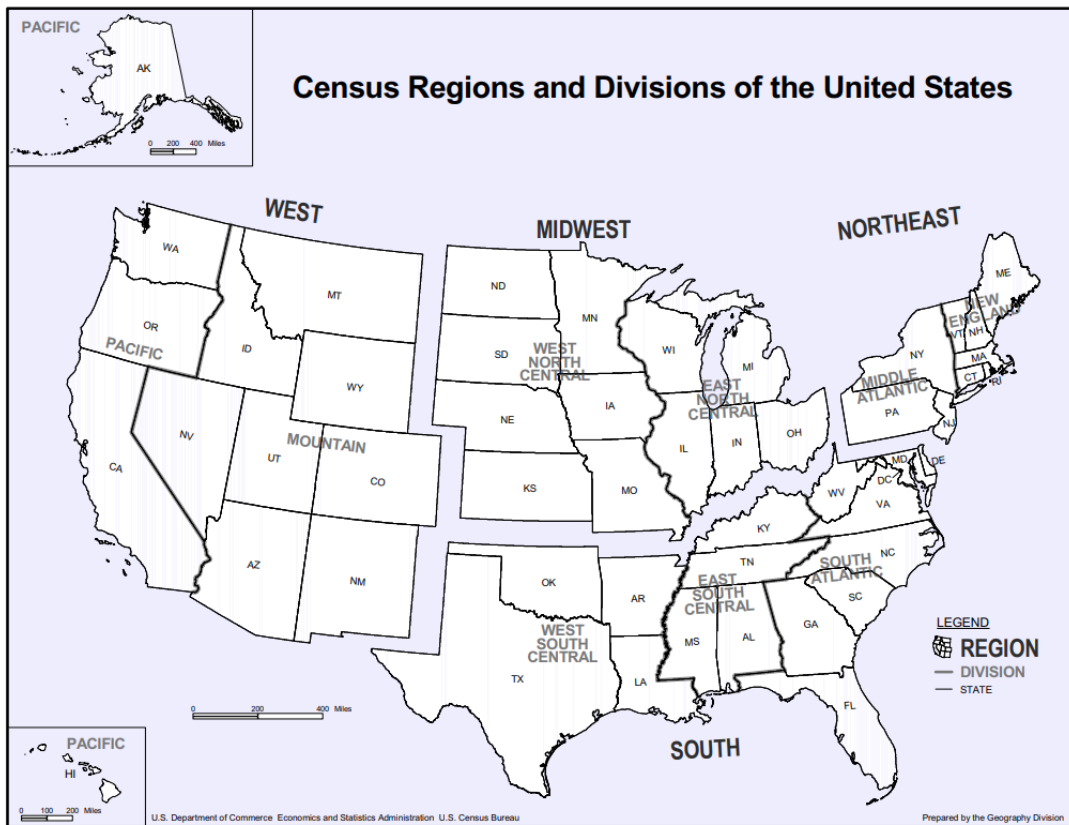 PACIFIC
AK
0 200 400 Miles
Census Regions and Divisions of the United States
WEST
MIDWEST
NORTHEAST
WA
MT
ND
MN
ME
OR
PACIFIC
ID
SD
WEST
NORTH
CENTRAL
WI
MI
NEW
ENGLAND
VT
NH
NY
MA
CT
RI
WY
NE
IA
EAST
NORTH
CENTRAL
MIDDLE
ATLANTIC
PA
NJ
NV
MOUNTAIN
UT
CO
CA
IL
IN
OH
MD
DE
DC
KS
MO
WV
VA
KY
AZ
NM
OK
AR
TN
NC
EAST
SOUTH
CENTRAL
SOUTH
ATLANTIC
SC
WEST
SOUTH
CENTRAL
MS
AL
GA
TX
LA
FL
LEGEND
REGION
DIVISION
STATE
0 200 400 Miles
SOUTH
PACIFIC
HI
0 100 200 Miles
U.S. Department of Commerce Economics and Statistics Administration U.S. Census Bureau
Prepared by the Geography Division